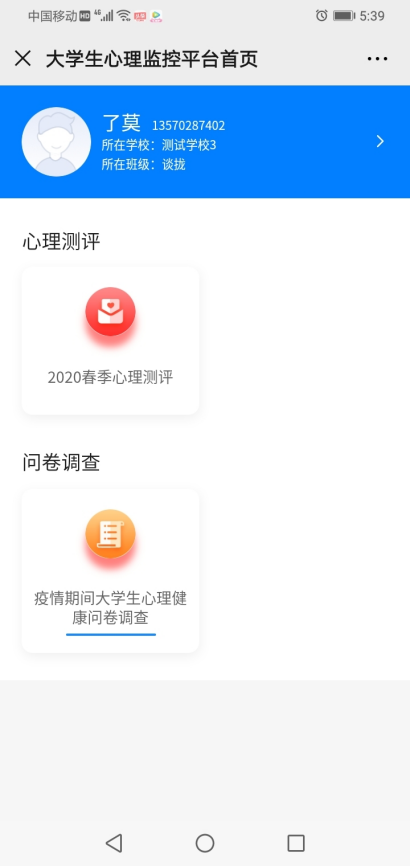 中国移动 HD 46 5:39
大学生心理监控平台首页
了莫 13570287402
所在学校：测试学校3
所在班级：谈拢
心理测评
2020春季心理测评
问卷调查
疫情期间大学生心理健
康问卷调查